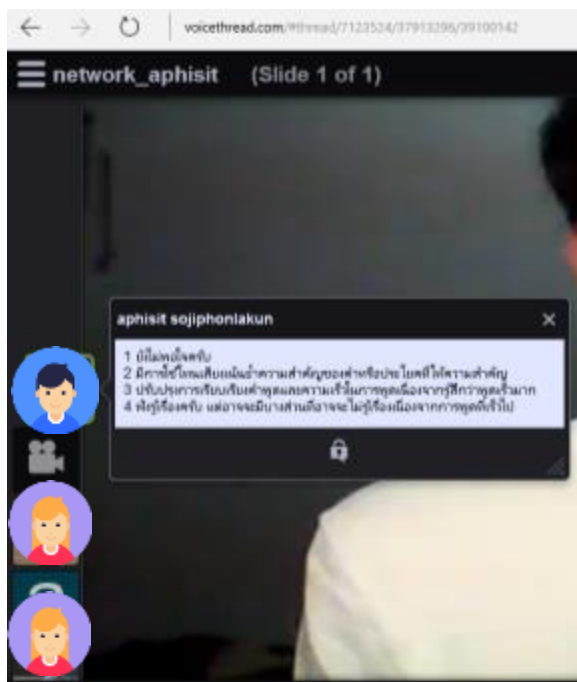 voicethread.com/#thread/7123524/37913296/39100142
network_aphisit (Slide 1 of 1)
aphisit sojiphonlakun
1 ยังไม่พอใจครับ
2 มีการใช้โทนเสียงเน้นย้ำความสำคัญของคำหรือประโยคที่ให้ความสำคัญ
3 ปรับปรุงการเรียบเรียงคำพูดและความเร็วในการพูดเนื่องจากรู้สึกว่าพูดเร็วมาก
4 ฟังรู้เรื่องครับ แต่อาจจะมีบางส่วนที่อาจจะไม่รู้เรื่องเนื่องจากการพูดที่เร็วไป